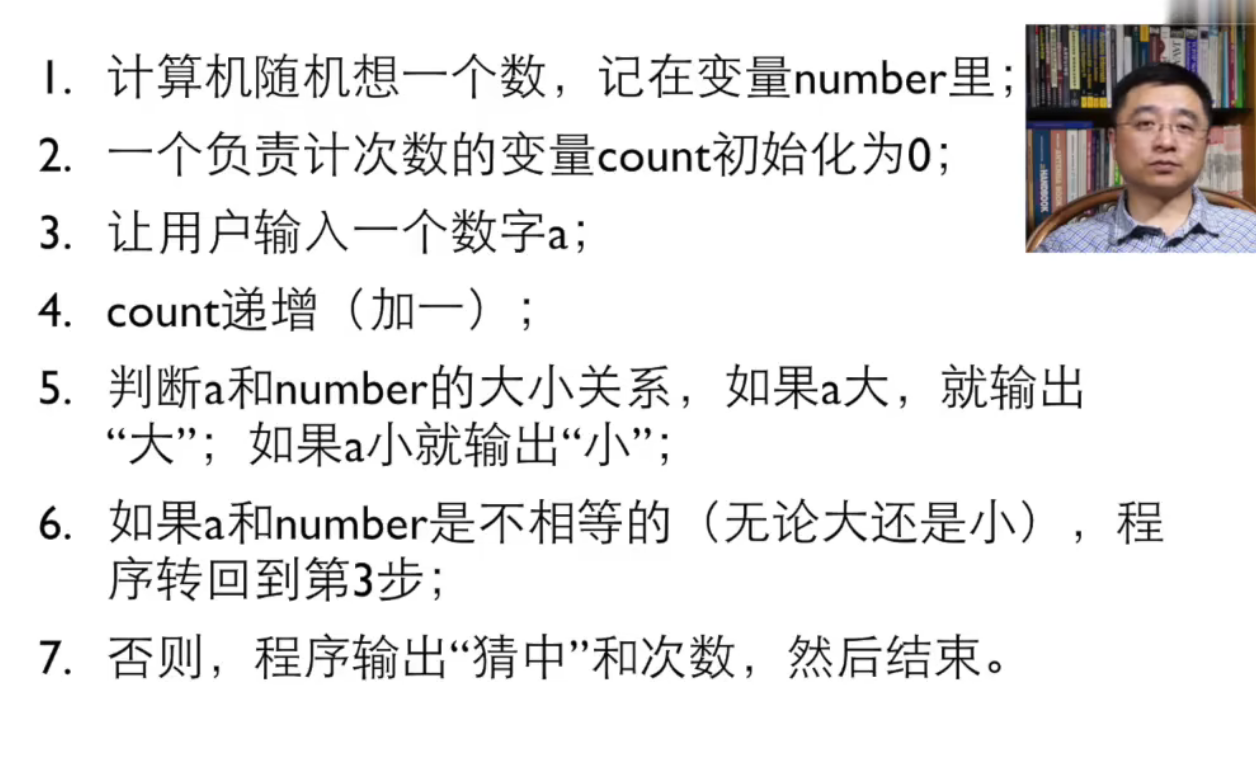 1. 计算机随机想一个数，记在变量number里；
2. 一个负责计次数的变量count初始化为0；
3. 让用户输入一个数字a；
4. count递增（加一）；
5. 判断a和number的大小关系，如果a大，就输出
“大”；如果a小就输出“小”；
6. 如果a和number是不相等的（无论大还是小），程
序转回到第3步；
7. 否则，程序输出“猜中”和次数，然后结束。
HANDBOOK